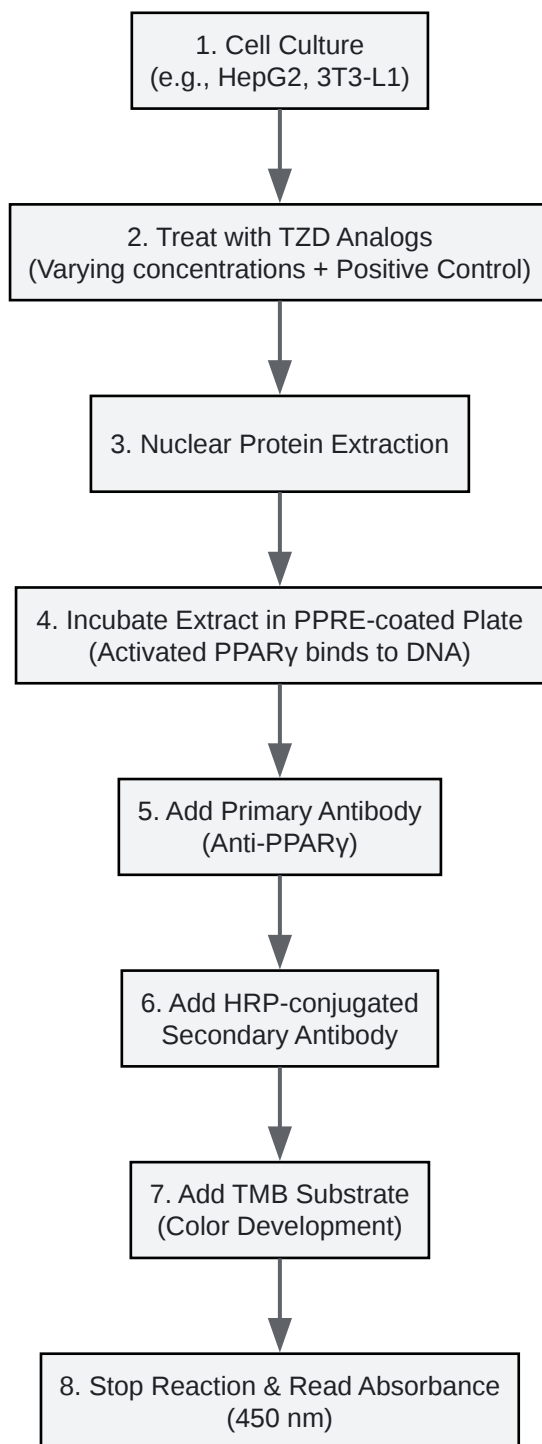 1. Cell Culture
(e.g., HepG2, 3T3-L1)
2. Treat with TZD Analogs
(Varying concentrations + Positive Control)
3. Nuclear Protein Extraction
4. Incubate Extract in PPRE-coated Plate
(Activated PPARγ binds to DNA)
5. Add Primary Antibody
(Anti-PPARγ)
6. Add HRP-conjugated
Secondary Antibody
7. Add TMB Substrate
(Color Development)
8. Stop Reaction & Read Absorbance
(450 nm)